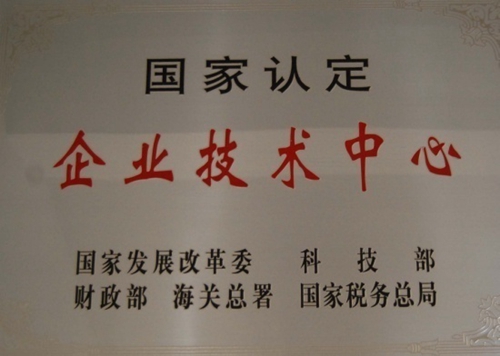 国家认定
企业技术中心
国家发展改革委 科技部
财政部 海关总署 国家税务总局